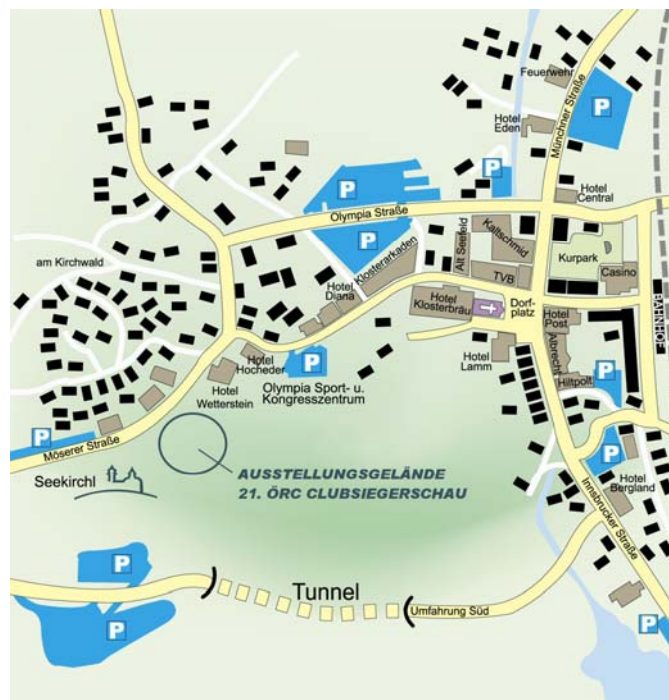 Feuerwehr
P
Hotel
Eden
Münchner Straße
P
P
Hotel
Central
Olympia Straße
P
Klosterarkaden
Alt Seefeld
Kaltschmid
TVB
Kurpark
Casino
am Kirchwald
Hotel
Diana
Hotel
Klosterbräu
Dorf-
platz
Hotel
Post
BAHNHOF
Hotel
Hocheder
P
Hotel
Lamm
Albrecht
Hiltpolt
P
Olympia Sport- u.
Kongresszentrum
Hotel
Wetterstein
P
Möserer Straße
P
Seekirchl
AUSSTELLUNGSGELÄNDE
21. ÖRC CLUBSIEGERSCHAU
Hotel
Bergland
Innsbrucker Straße
P
Tunnel
Umfahrung Süd
P
P